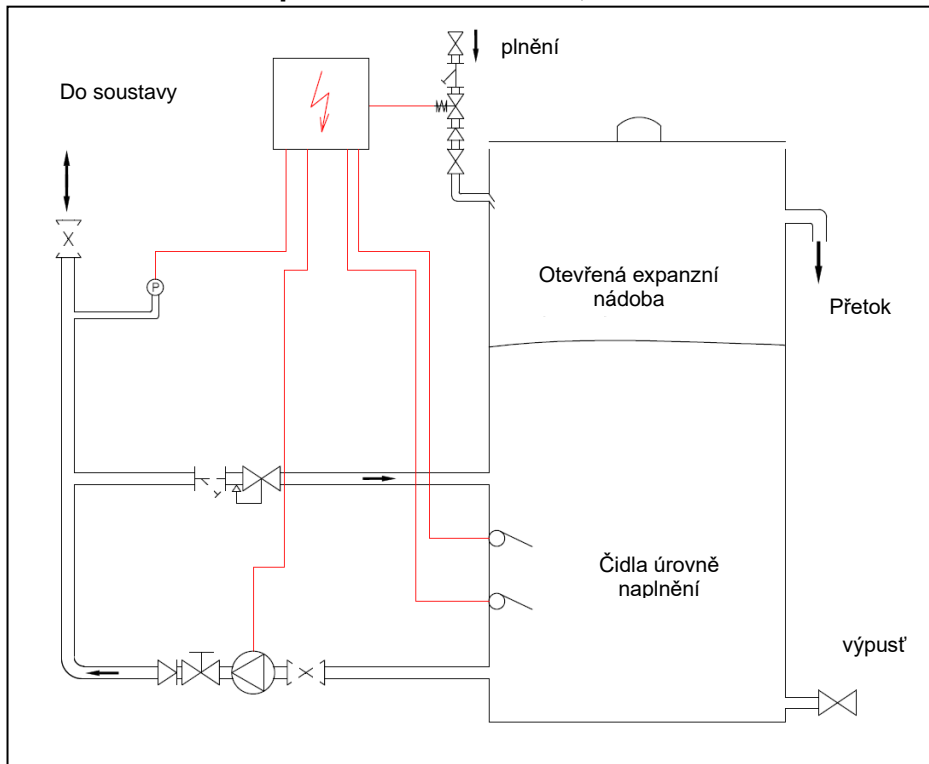 plnění
Do soustavy
P
Otevřená expanzní
nádoba
Přetok
Čidla úrovně
naplnění
výpusť